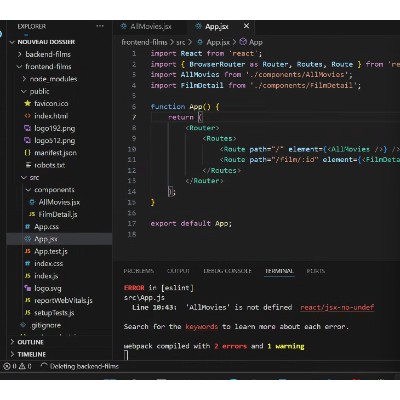 EXPLORER
NOUVEAU DOSSIER
backend-films
frontend-films
node_modules
public
favicon.ico
index.html
logo192.png
logo512.png
manifest.json
robots.txt
src
components
AllMovies.jsx
FilmDetail.js
App.css
App.jsx
App.test.js
index.css
index.js
logo.svg
reportWebVitals.js
setupTests.js
.gitignore
OUTLINE
TIMELINE
0 0 Deleting backend-films
AllMovies.jsx App.jsx
frontend-films > src > App.jsx > App
1 import React from 'react';
2 import { BrowserRouter as Router, Routes, Route } from 're
3 import AllMovies from './components/AllMovies';
4 import FilmDetail from './components/FilmDetail';
5
6 function App() {
7 return (
8 <Router>
9 <Routes>
10 <Route path="/" element={<AllMovies />} />
11 <Route path="/film/:id" element={<FilmDeta
12 </Routes>
13 </Router>
14 );
15 }
16
17 export default App;
18
PROBLEMS OUTPUT DEBUG CONSOLE TERMINAL PORTS
ERROR in [eslint]
src\App.js
Line 10:43: 'AllMovies' is not defined react/jsx-no-undef
Search for the keywords to learn more about each error.
webpack compiled with 2 errors and 1 warning